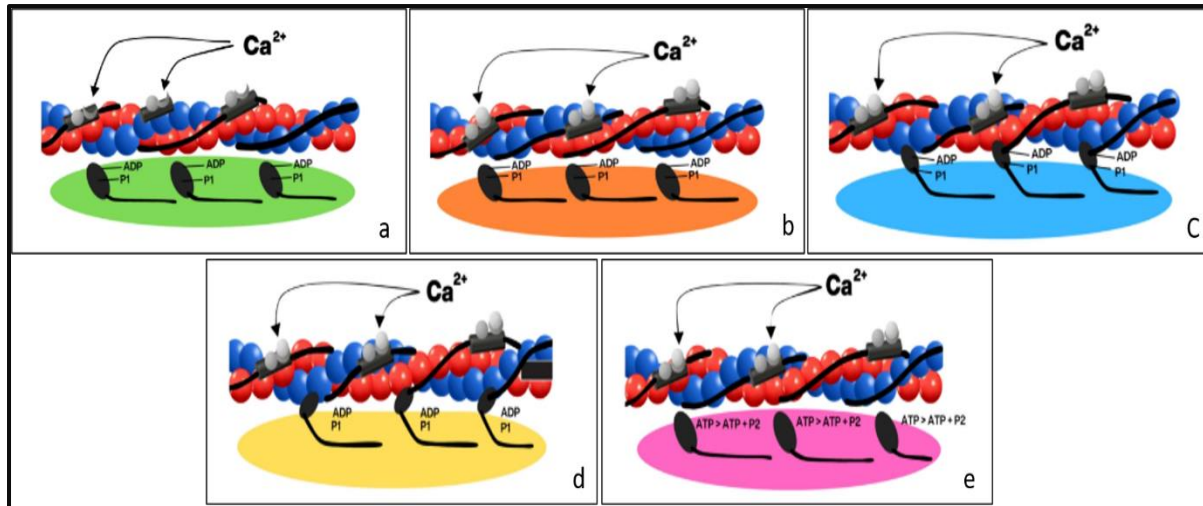 Ca2+
ADP
P1
ADP
P1
ADP
P1
a
Ca2+
ADP
P1
ADP
P1
ADP
P1
b
Ca2+
ADP
P1
ADP
P1
ADP
P1
C
Ca2+
ADP
P1
ADP
P1
ADP
P1
d
Ca2+
ATP > ATP + P2
ATP > ATP + P2
ATP > ATP + P2
e